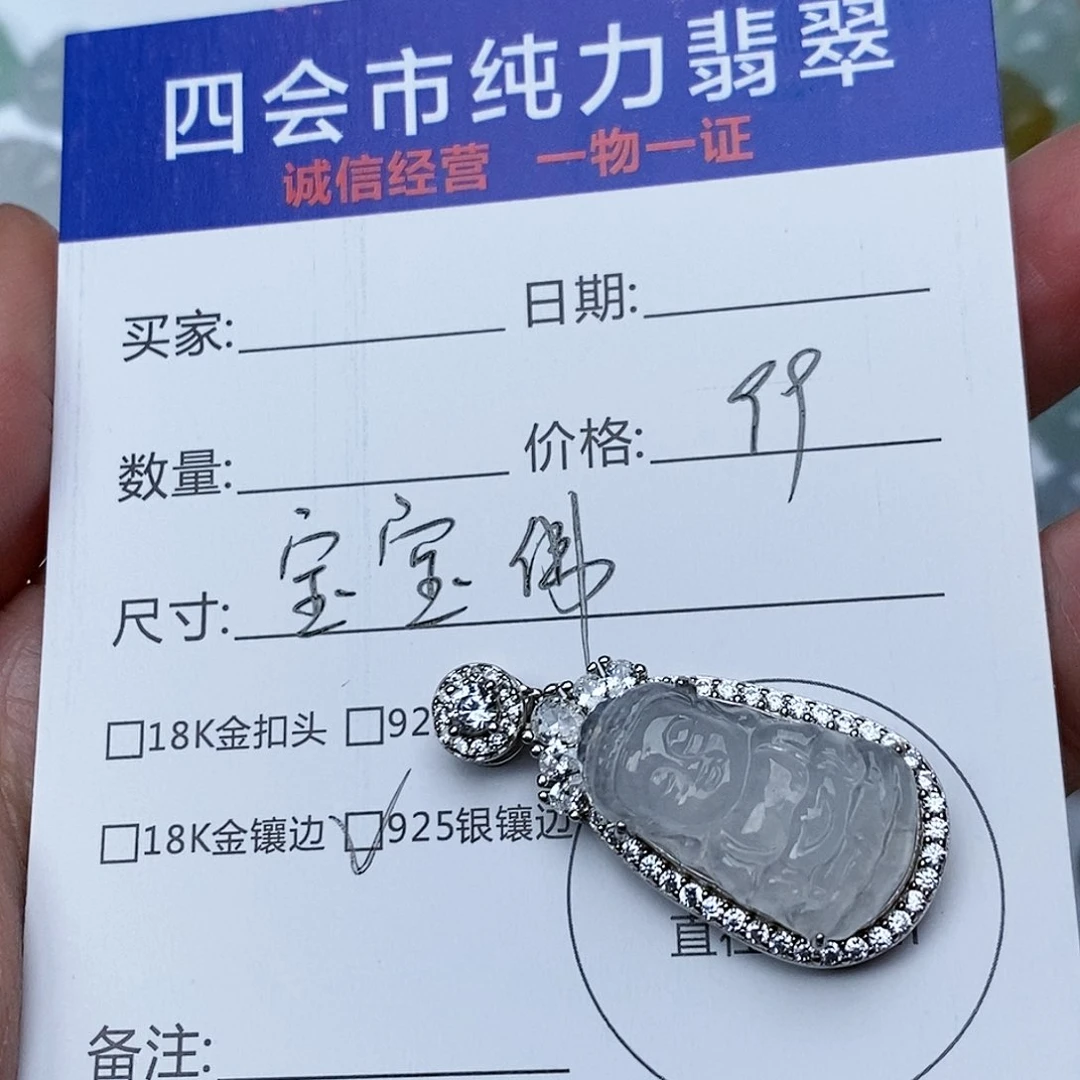 四会市纯力翡翠
诚信经营 一物一证
买家: 日期:
数量: 价格: 99
尺寸: 宝宝佛
□18K金扣头 □92
□18K金镶边 □925银镶边
直径
备注: